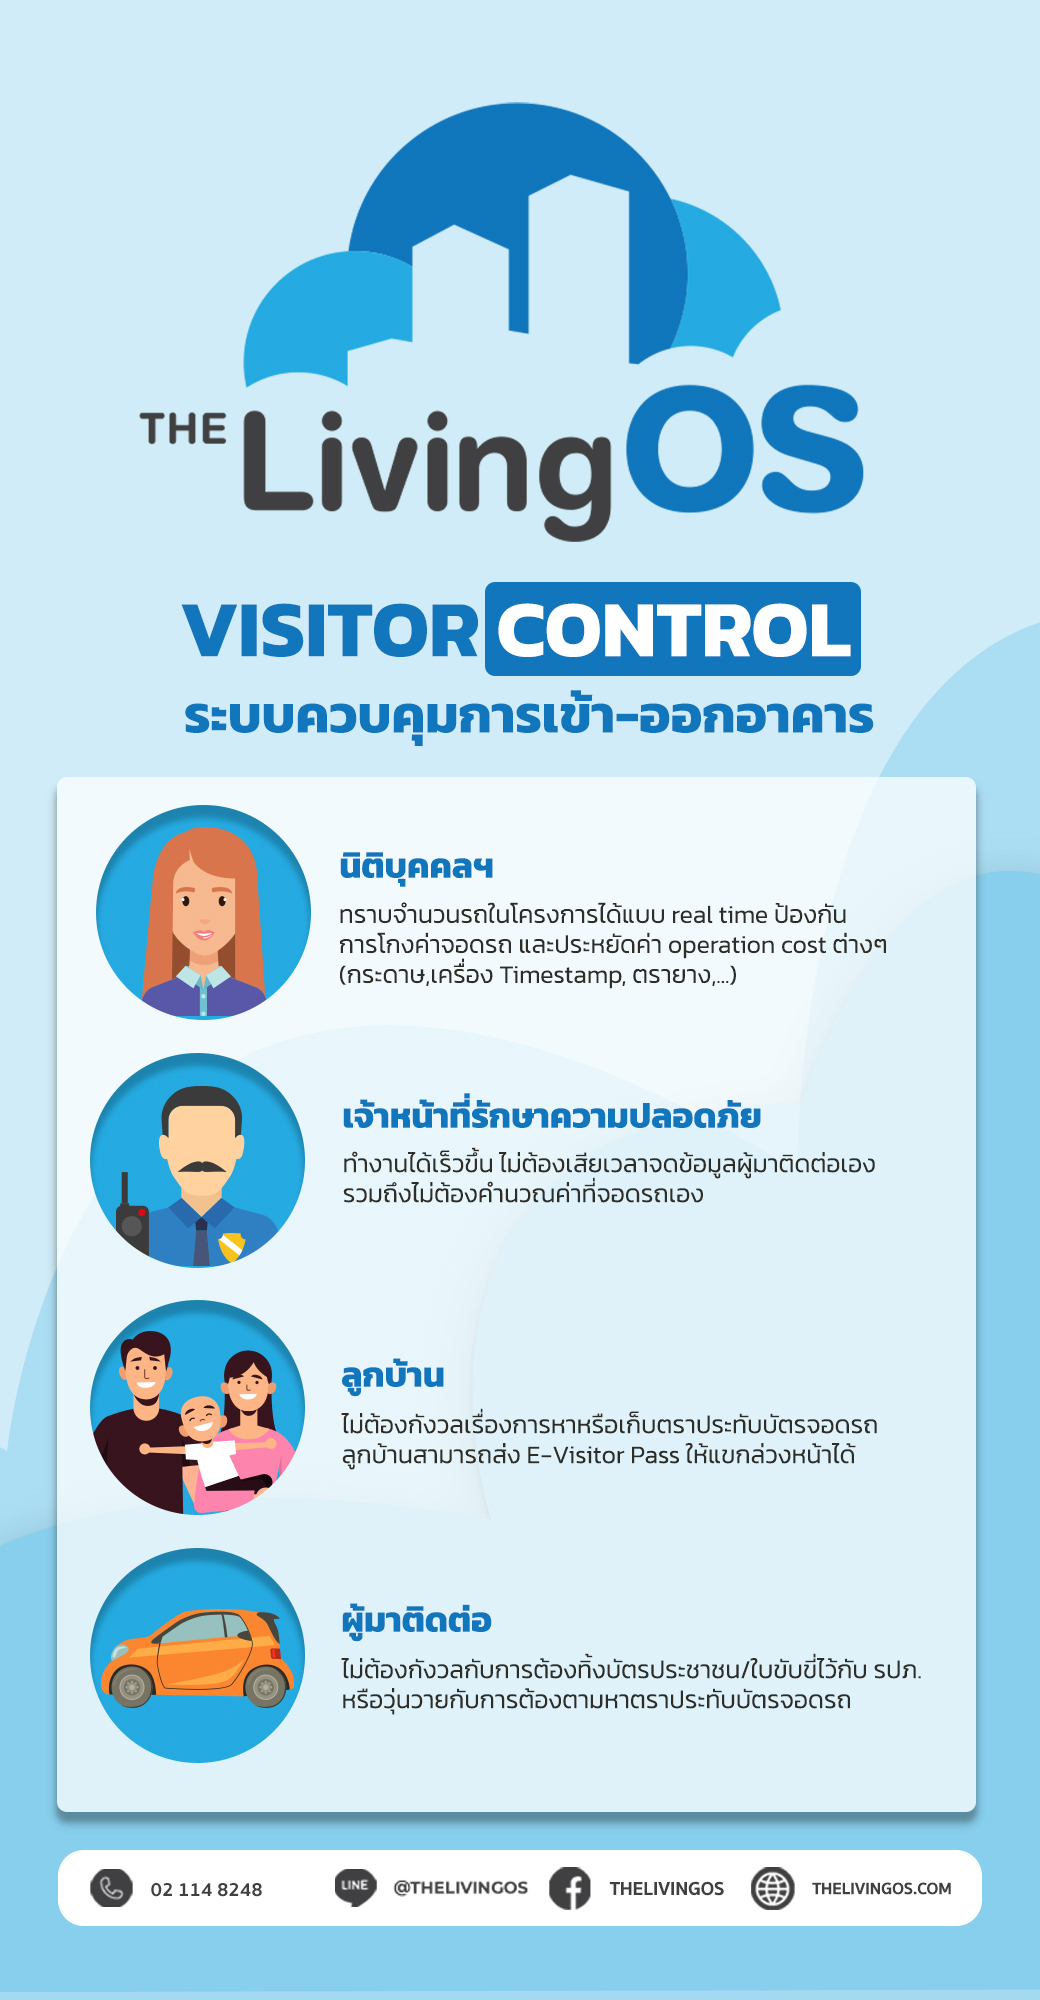 THE LivingOS
VISITOR CONTROL
ระบบควบคุมการเข้า-ออกอาคาร
นิติบุคคลฯ
ทราบจำนวนรถในโครงการได้แบบ real time ป้องกัน
การโกงค่าจอดรถ และประหยัดค่า operation cost ต่างๆ
(กระดาษ,เครื่อง Timestamp, ตรายาง,...)
เจ้าหน้าที่รักษาความปลอดภัย
ทำงานได้เร็วขึ้น ไม่ต้องเสียเวลาจดข้อมูลผู้มาติดต่อเอง
รวมถึงไม่ต้องคำนวณค่าที่จอดรถเอง
ลูกบ้าน
ไม่ต้องกังวลเรื่องการหาหรือเก็บตราประทับบัตรจอดรถ
ลูกบ้านสามารถส่ง E-Visitor Pass ให้แขกล่วงหน้าได้
ผู้มาติดต่อ
ไม่ต้องกังวลกับการต้องทิ้งบัตรประชาชน/ใบขับขี่ไว้กับ รปภ.
หรือวุ่นวายกับการต้องตามหาตราประทับบัตรจอดรถ
02 114 8248 LINE @THELIVINGOS THELIVINGOS THELIVINGOS.COM